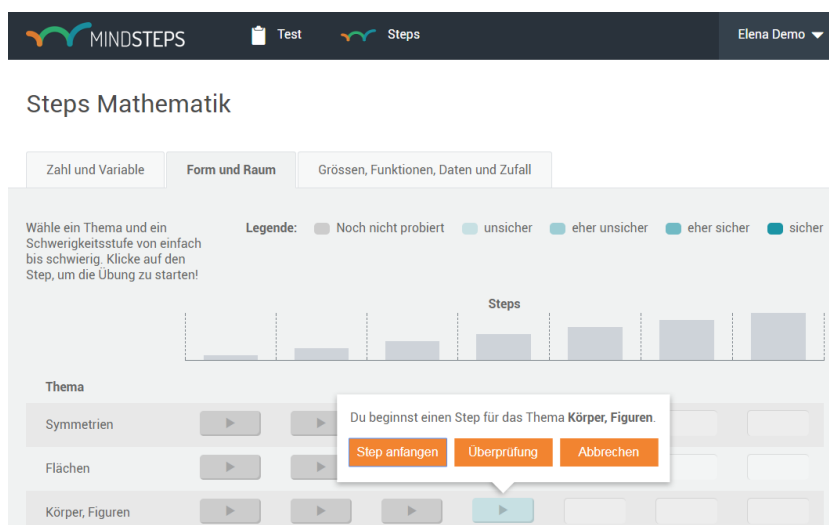 MINDSTEPS Test Steps Elena Demo
Steps Mathematik
Zahl und Variable Form und Raum Grössen, Funktionen, Daten und Zufall
Wähle ein Thema und ein
Schwerigkeitsstufe von einfach
bis schwierig. Klicke auf den
Step, um die Übung zu starten!
Legende: Noch nicht probiert unsicher eher unsicher eher sicher sicher
Steps
Thema
Symmetrien
Du beginnst einen Step für das Thema Körper, Figuren.
Step anfangen Überprüfung Abbrechen
Flächen
Körper, Figuren